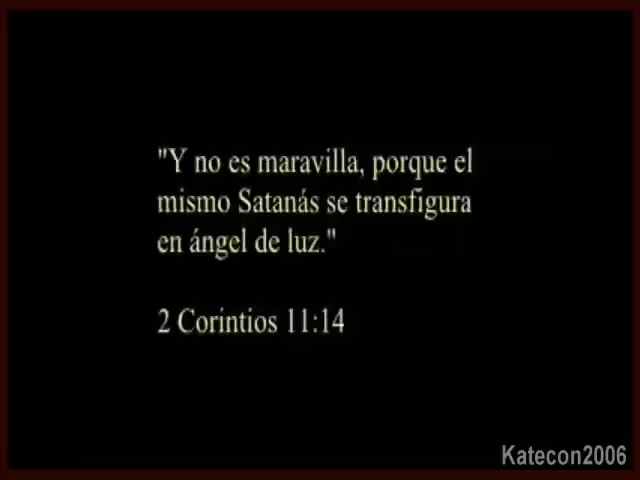 "Y no es maravilla, porque el
mismo Satanás se transfigura
en ángel de luz."
2 Corintios 11:14
Katecon2006